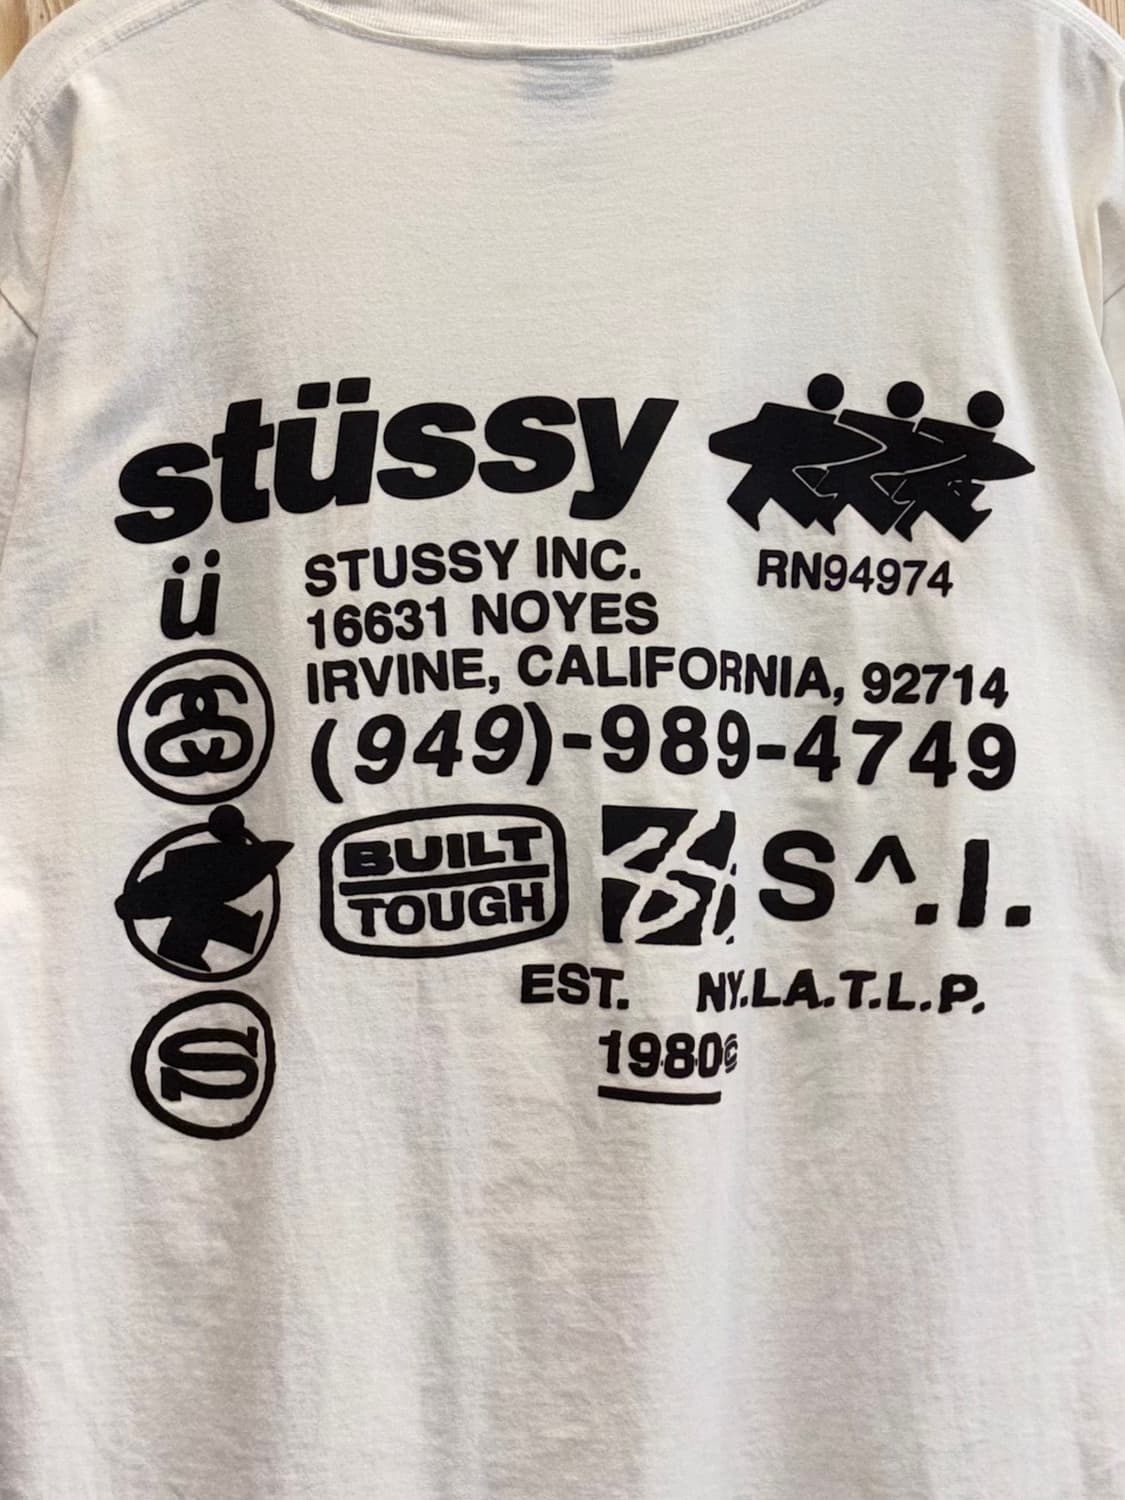 stüssy
RN94974
ü
STUSSY INC.
16631 NOYES
IRVINE, CALIFORNIA, 92714
(949)-989-4749
BUILT
TOUGH
S^.I.
EST. NY.LA.T.L.P.
1980©